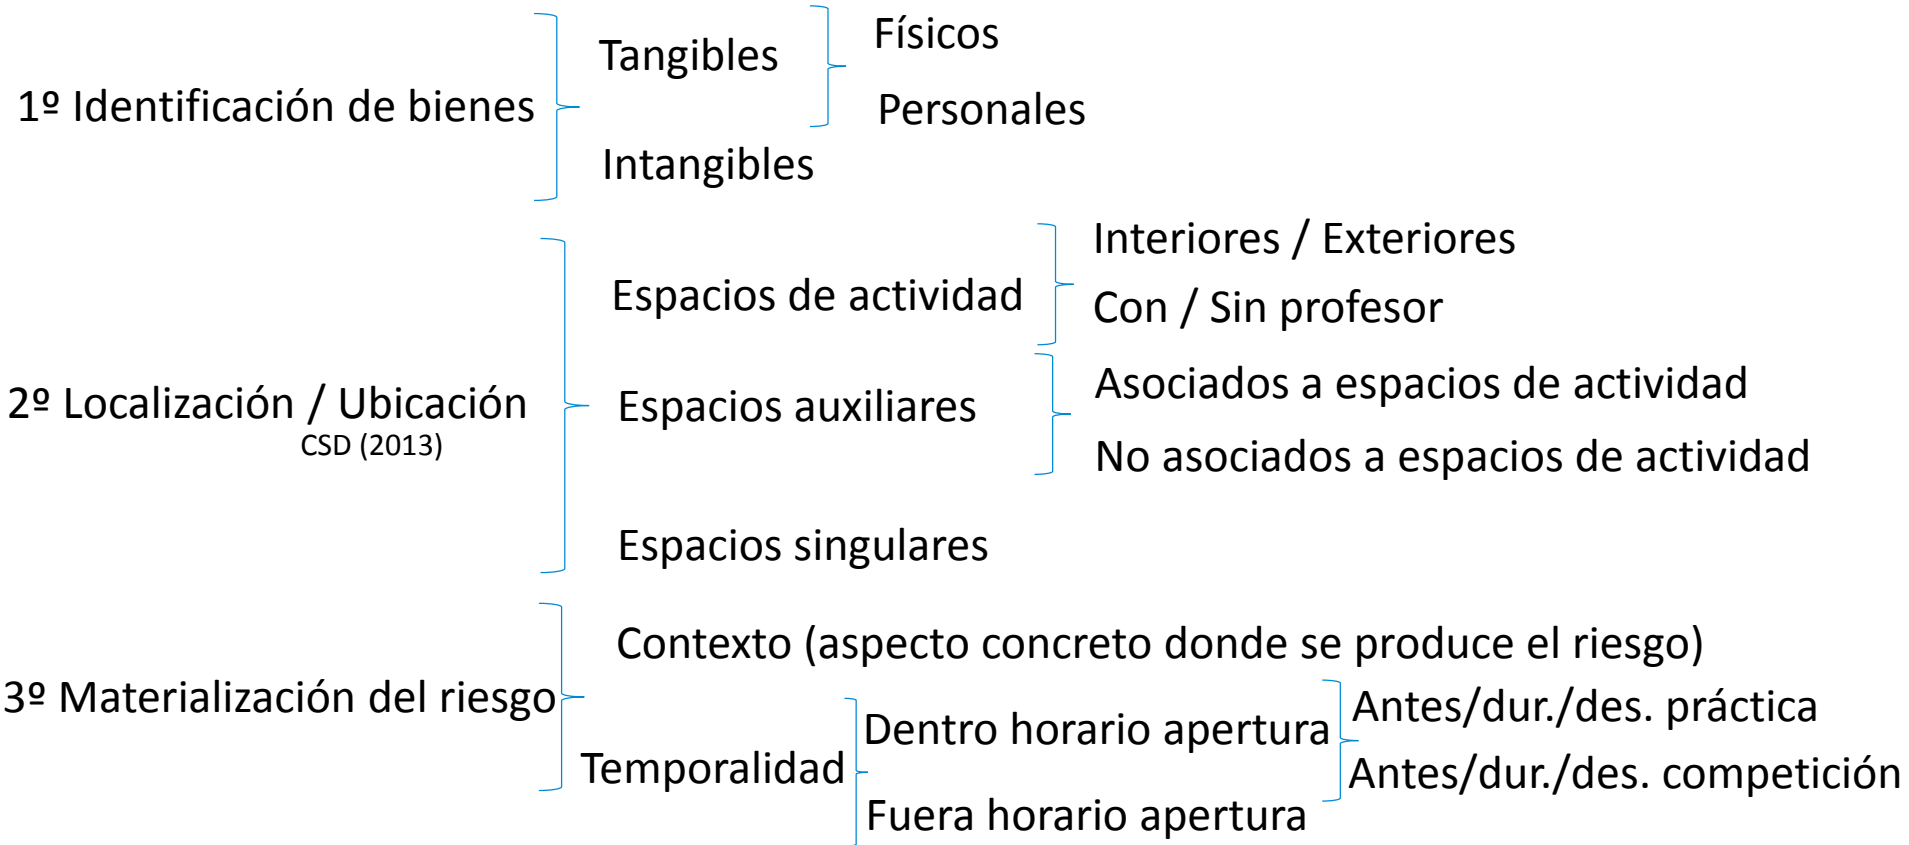 1º Identificación de bienes
Tangibles
Físicos
Personales
Intangibles
2º Localización / Ubicación
CSD (2013)
Espacios de actividad
Interiores / Exteriores
Con / Sin profesor
Espacios auxiliares
Asociados a espacios de actividad
No asociados a espacios de actividad
Espacios singulares
3º Materialización del riesgo
Contexto (aspecto concreto donde se produce el riesgo)
Temporalidad
Dentro horario apertura
Antes/dur./des. práctica
Antes/dur./des. competición
Fuera horario apertura